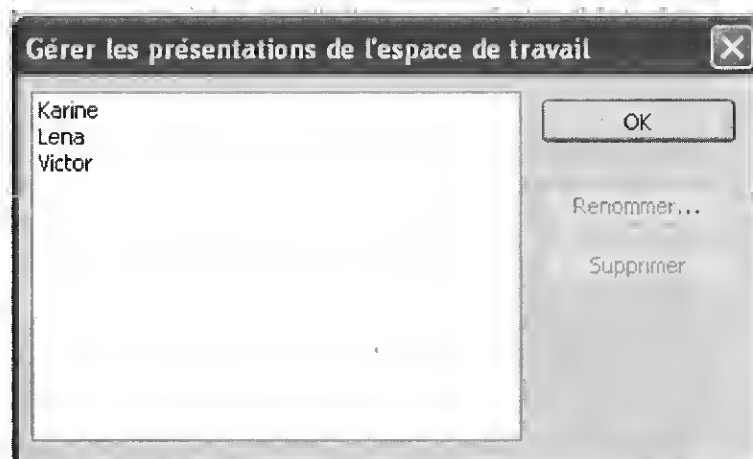 Gérer les présentations de l'espace de travail
Karine
Lena
Victor
OK
Renommer...
Supprimer